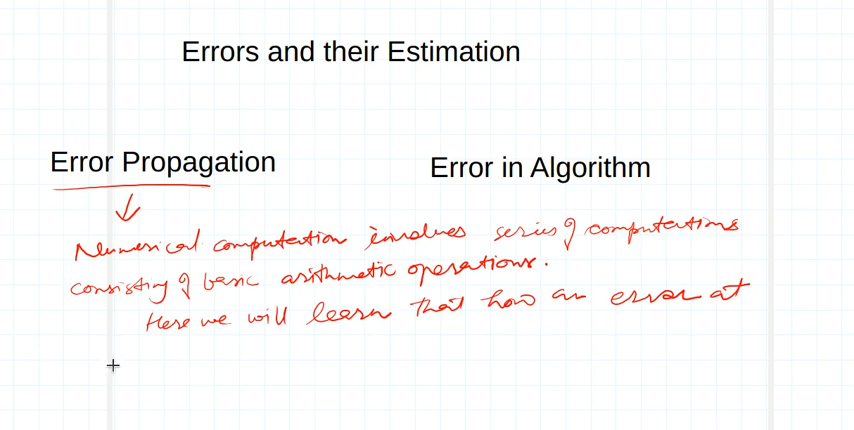 Errors and their Estimation
Error Propagation
Error in Algorithm
Numerical computation involves series of computations
consisting of basic arithmetic operations.
Here we will learn that how an error at